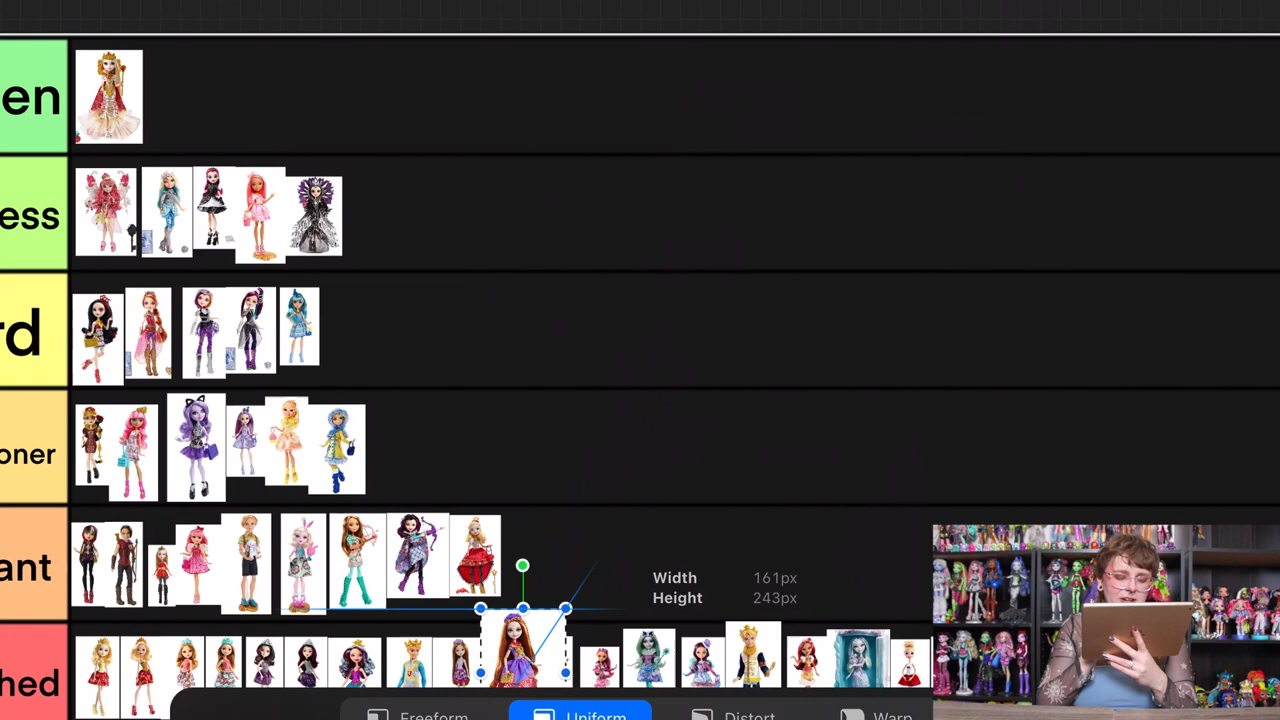 en
ess
rd
oner
Width 161px
Height 243px
ant
hed
Freeform Uniform Distort Warp